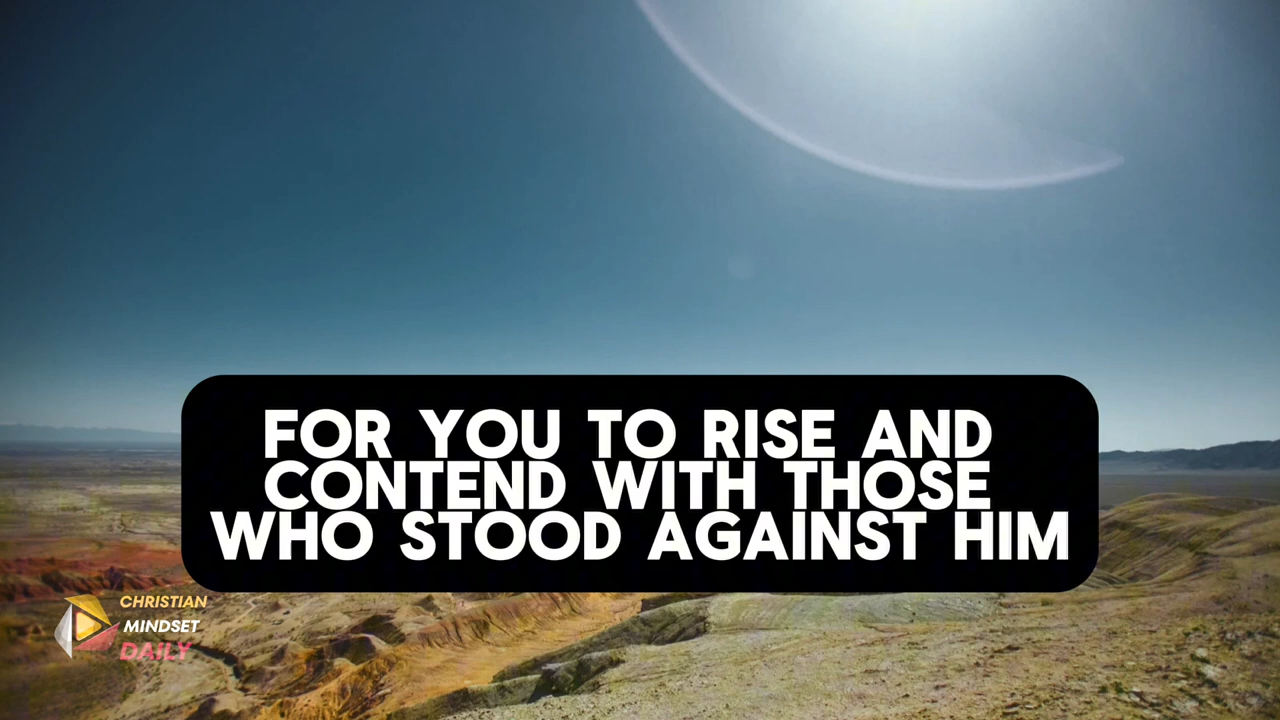 FOR YOU TO RISE AND
CONTEND WITH THOSE
WHO STOOD AGAINST HIM
CHRISTIAN
MINDSET
DAILY